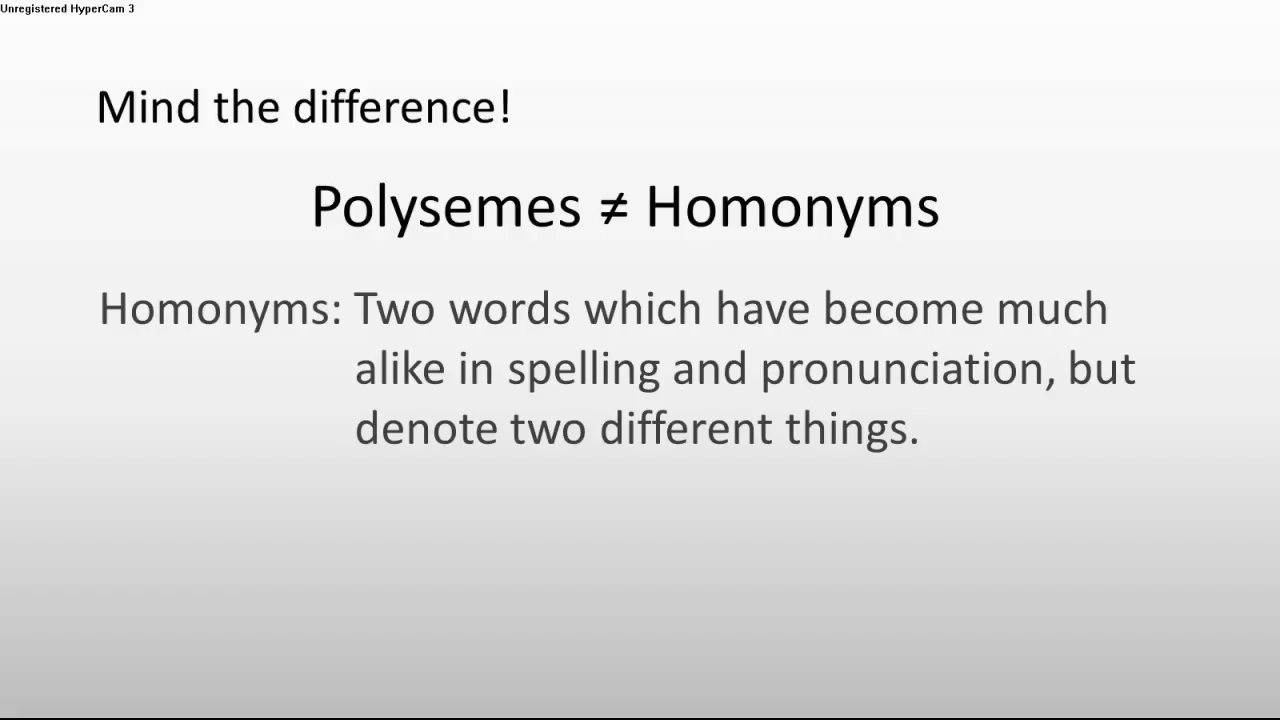 Unregistered HyperCam 3
Mind the difference!
Polysemes ≠ Homonyms
Homonyms: Two words which have become much
alike in spelling and pronunciation, but
denote two different things.